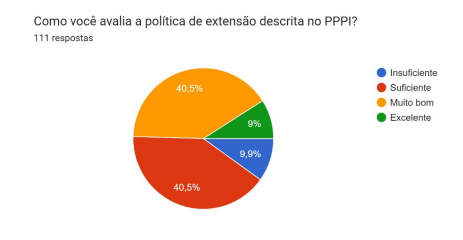 Como você avalia a política de extensão descrita no PPPI?
111 respostas
Insuficiente
Suficiente
Muito bom
Excelente
40,5%
9%
9,9%
40,5%